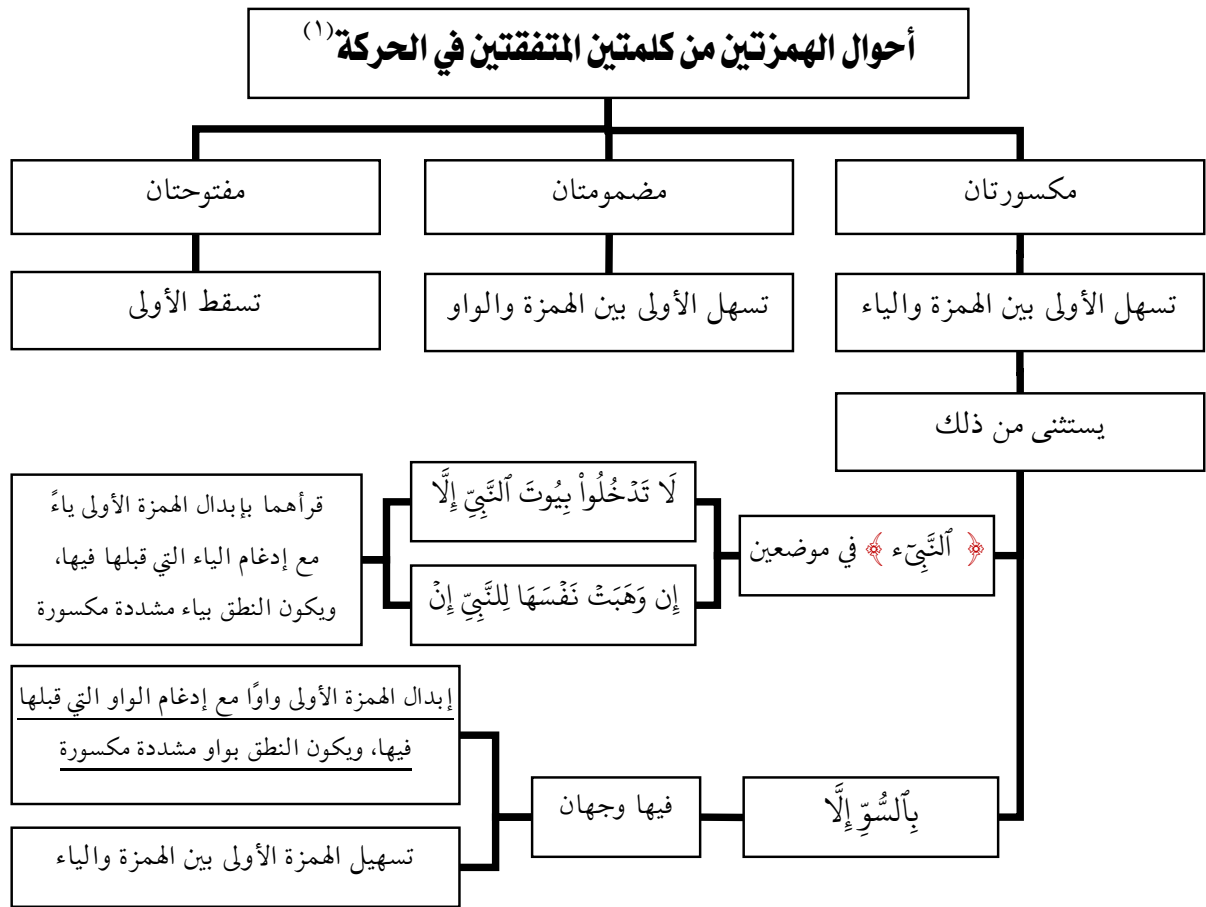 أحوال الهمزتين من كلمتين المتفقتين في الحركة(١)
مكسورتان
مضمومتان
مفتوحتان
تسهل الأولى بين الهمزة والياء
تسهل الأولى بين الهمزة والواو
تسقط الأولى
يستثنى من ذلك
﴿ ٱلنَّبِيٓء ﴾ في موضعين
لَا تَدۡخُلُواْ بِيُوتَ ٱلنَّبِيِّ إِلَّا
إِن وَهَبَتۡ نَفۡسَهَا لِلنَّبِيِّ إِنۡ
قرأهما بإبدال الهمزة الأولى ياءً
مع إدغام الياء التي قبلها فيها،
ويكون النطق بياء مشددة مكسورة
بِٱلسُّوِّ إِلَّا
فيها وجهان
إبدال الهمزة الأولى واوًا مع إدغام الواو التي قبلها
فيها، ويكون النطق بواو مشددة مكسورة
تسهيل الهمزة الأولى بين الهمزة والياء